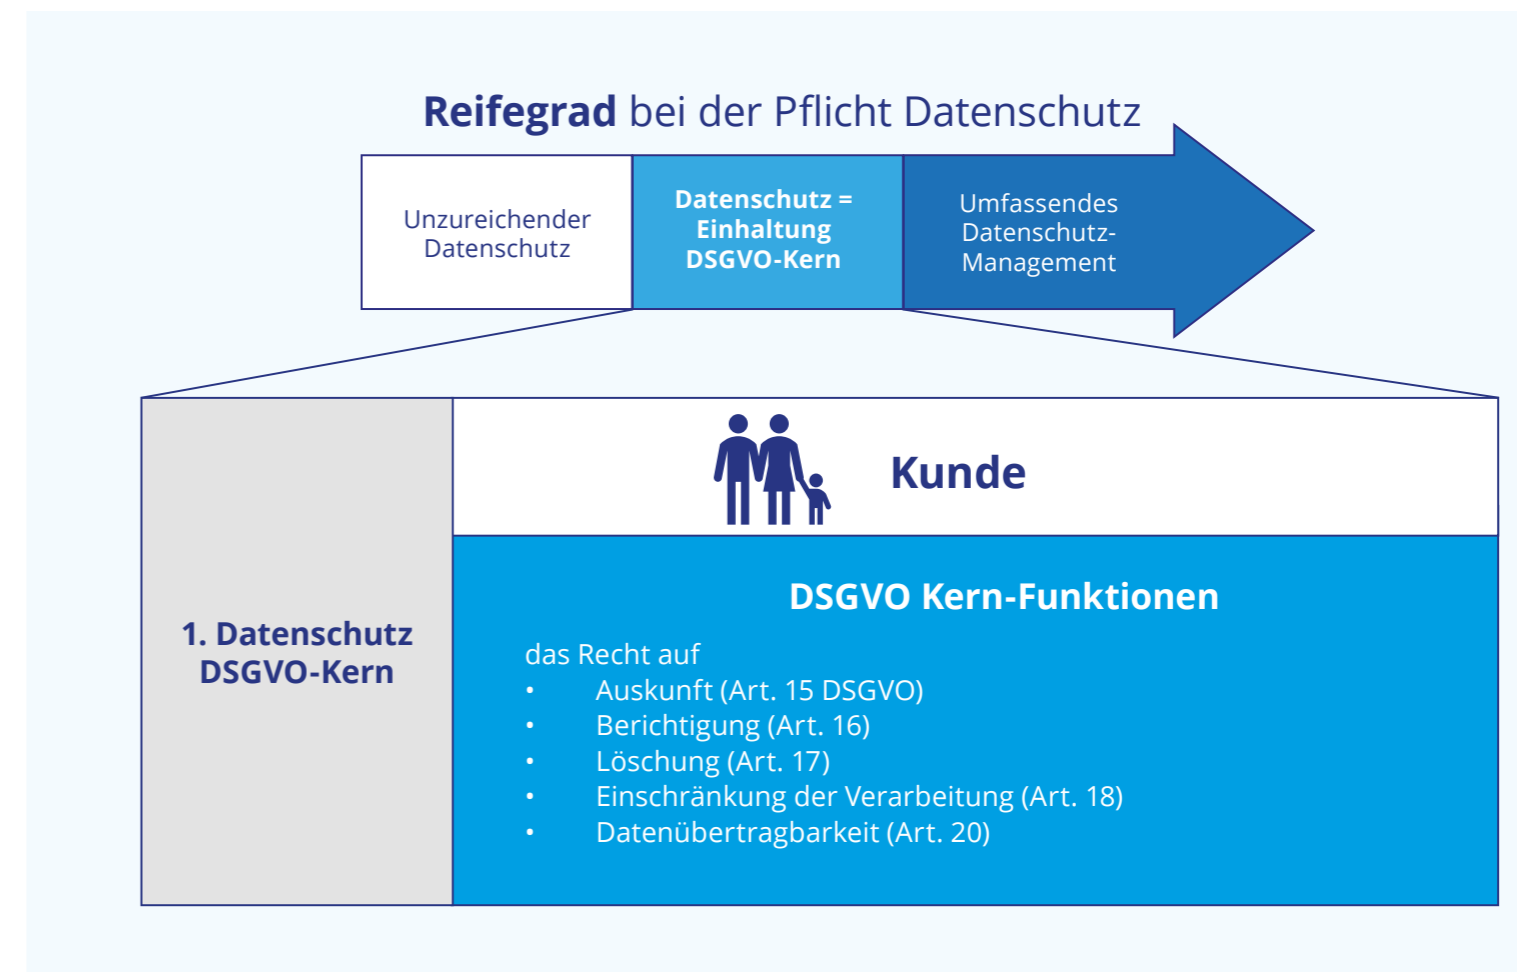 Reifegrad bei der Pflicht Datenschutz
Unzureichender
Datenschutz
Datenschutz =
Einhaltung
DSGVO-Kern
Umfassendes
Datenschutz-
Management
1. Datenschutz
DSGVO-Kern
Kunde
DSGVO Kern-Funktionen
das Recht auf
• Auskunft (Art. 15 DSGVO)
• Berichtigung (Art. 16)
• Löschung (Art. 17)
• Einschränkung der Verarbeitung (Art. 18)
• Datenübertragbarkeit (Art. 20)